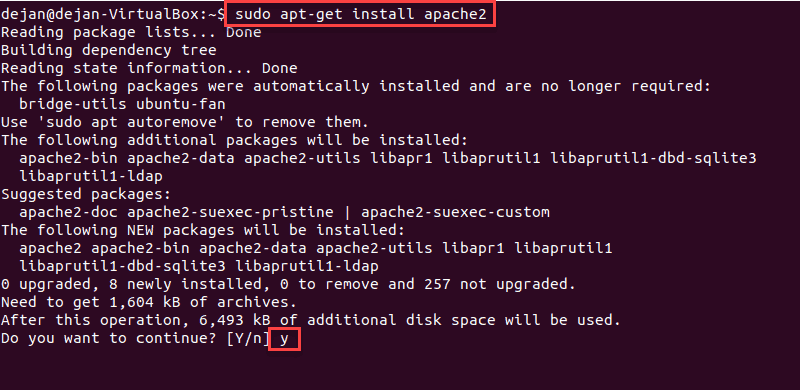 dejan@dejan-VirtualBox:~$ sudo apt-get install apache2
Reading package lists... Done
Building dependency tree
Reading state information... Done
The following packages were automatically installed and are no longer required:
  bridge-utils ubuntu-fan
Use 'sudo apt autoremove' to remove them.
The following additional packages will be installed:
  apache2-bin apache2-data apache2-utils libapr1 libaprutil1 libaprutil1-dbd-sqlite3
  libaprutil1-ldap
Suggested packages:
  apache2-doc apache2-suexec-pristine | apache2-suexec-custom
The following NEW packages will be installed:
  apache2 apache2-bin apache2-data apache2-utils libapr1 libaprutil1
  libaprutil1-dbd-sqlite3 libaprutil1-ldap
0 upgraded, 8 newly installed, 0 to remove and 257 not upgraded.
Need to get 1,604 kB of archives.
After this operation, 6,493 kB of additional disk space will be used.
Do you want to continue? [Y/n] y